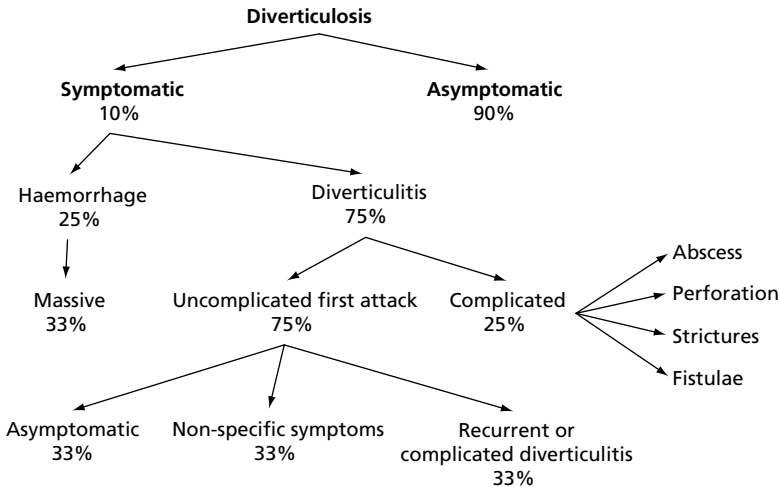 Diverticulosis
Symptomatic
10%
Asymptomatic
90%
Haemorrhage
25%
Diverticulitis
75%
Massive
33%
Uncomplicated first attack
75%
Complicated
25%
Abscess
Perforation
Strictures
Fistulae
Asymptomatic
33%
Non-specific symptoms
33%
Recurrent or
complicated diverticulitis
33%